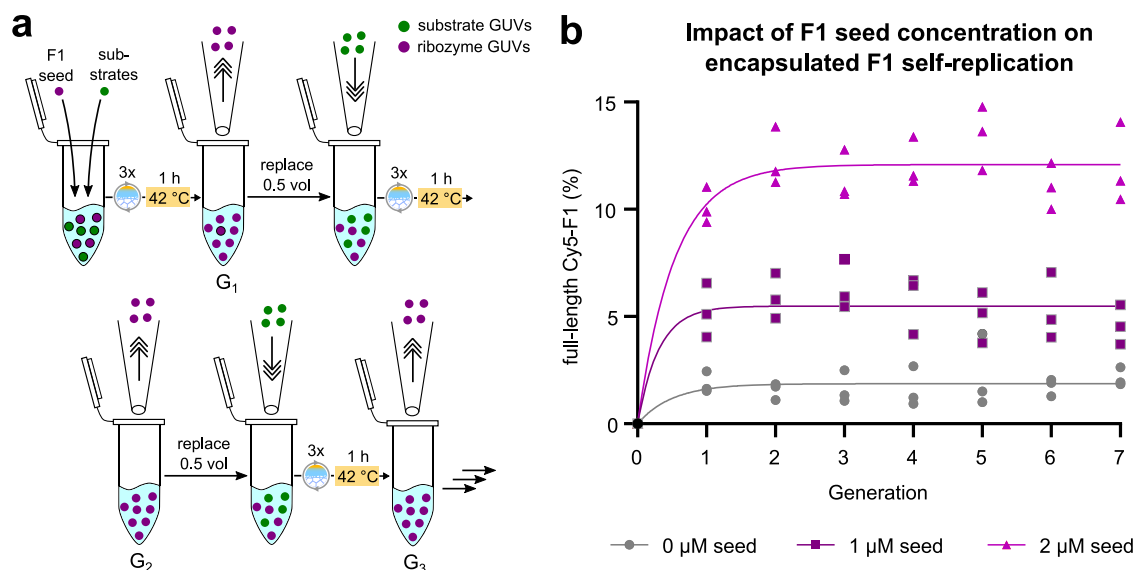 a
substrate GUVs
ribozyme GUVs
F1
seed
sub-
strates
3x
1 h
42 °C
replace
0.5 vol
3x
1 h
42 °C
G1
replace
0.5 vol
3x
1 h
42 °C
G2
G3
b
Impact of F1 seed concentration on
encapsulated F1 self-replication
full-length Cy5-F1 (%)
15
10
5
0
0 1 2 3 4 5 6 7
Generation
0 µM seed 1 µM seed 2 µM seed